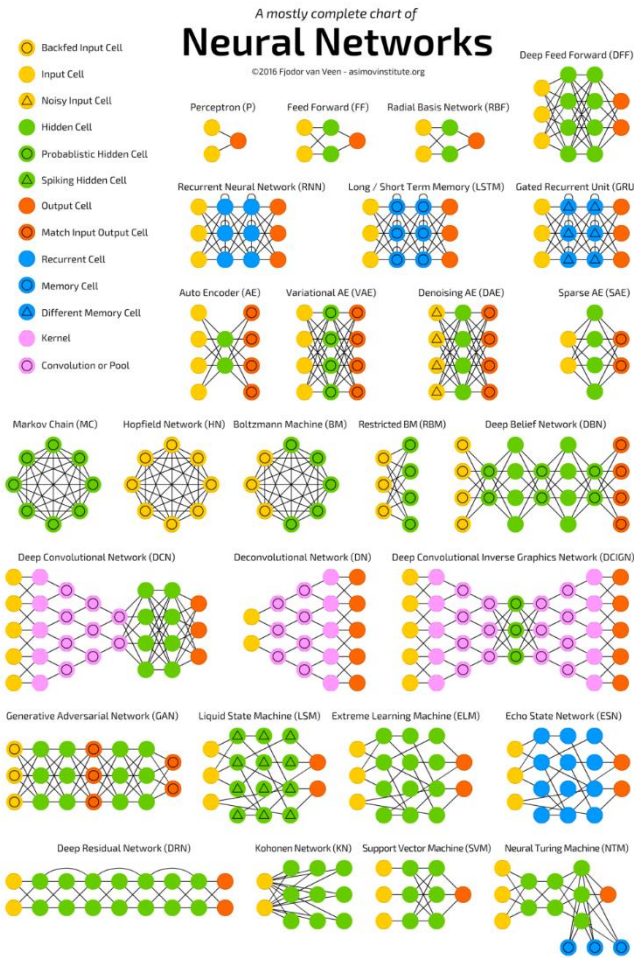 A mostly complete chart of
Neural Networks
©2016 Fjodor van Veen - asimovinstitute.org
Backfed Input Cell
Input Cell
Noisy Input Cell
Hidden Cell
Probablistic Hidden Cell
Spiking Hidden Cell
Output Cell
Match Input Output Cell
Recurrent Cell
Memory Cell
Different Memory Cell
Kernel
Convolution or Pool
Deep Feed Forward (DFF)
Perceptron (P)
Feed Forward (FF)
Radial Basis Network (RBF)
Recurrent Neural Network (RNN)
Long / Short Term Memory (LSTM)
Gated Recurrent Unit (GRU
Auto Encoder (AE)
Variational AE (VAE)
Denoising AE (DAE)
Sparse AE (SAE)
Markov Chain (MC)
Hopfield Network (HN)
Boltzmann Machine (BM)
Restricted BM (RBM)
Deep Belief Network (DBN)
Deep Convolutional Network (DCN)
Deconvolutional Network (DN)
Deep Convolutional Inverse Graphics Network (DCIGN)
Generative Adversarial Network (GAN)
Liquid State Machine (LSM)
Extreme Learning Machine (ELM)
Echo State Network (ESN)
Deep Residual Network (DRN)
Kohonen Network (KN)
Support Vector Machine (SVM)
Neural Turing Machine (NTM)